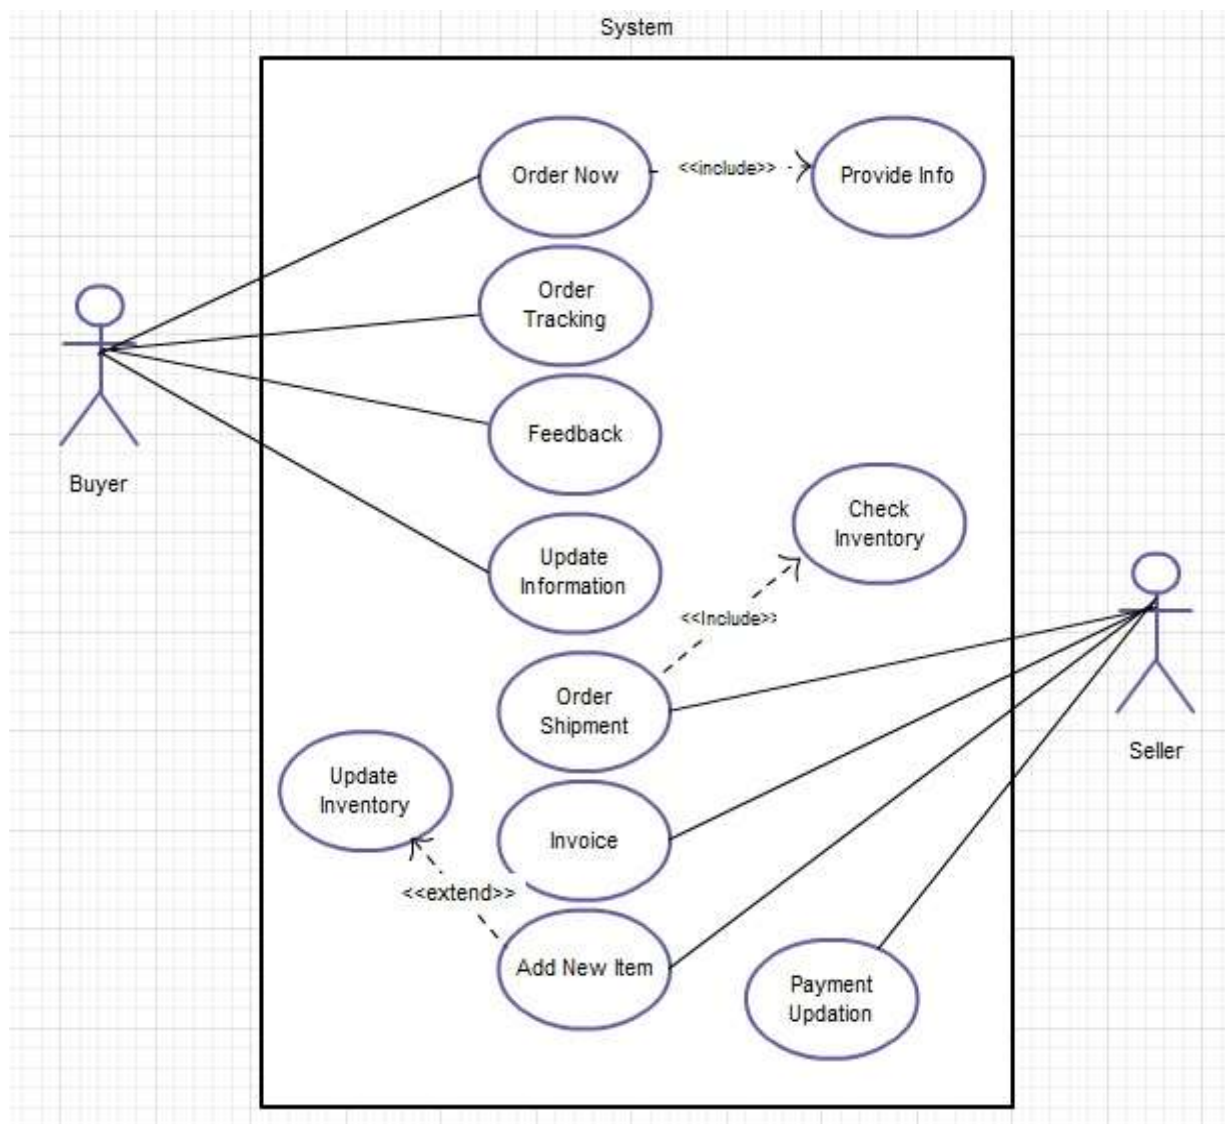 System
Order Now
<<include>>
Provide Info
Order
Tracking
Feedback
Buyer
Check
Inventory
Update
Information
<<Include>>
Order
Shipment
Seller
Update
Inventory
Invoice
<<extend>>
Add New Item
Payment
Updation